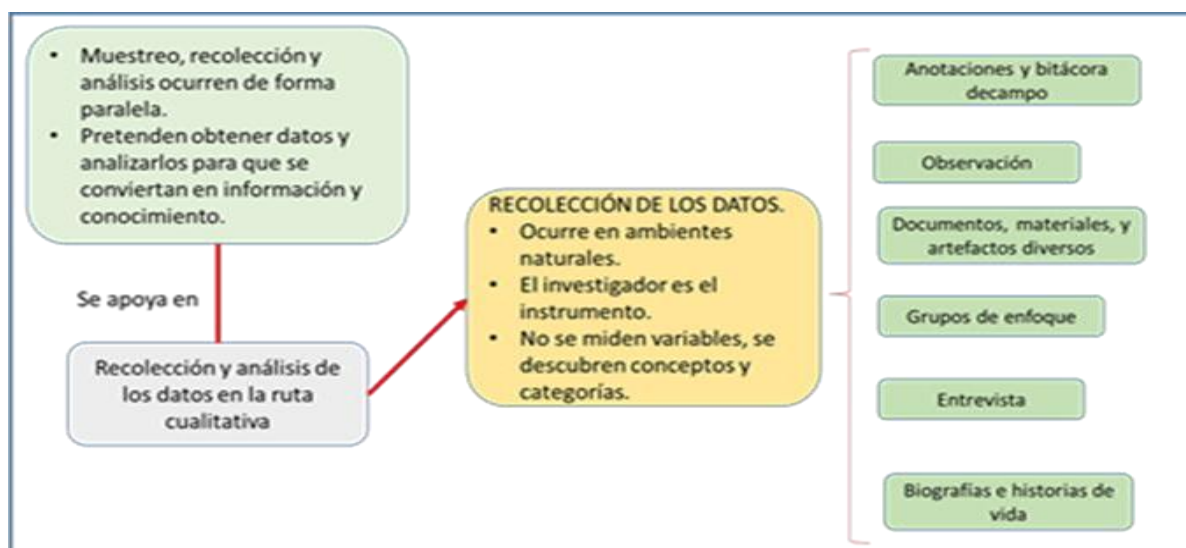 • Muestreo, recolección y
análisis ocurren de forma
paralela.
• Pretenden obtener datos y
analizarlos para que se
conviertan en información y
conocimiento.
Se apoya en
Recolección y análisis de
los datos en la ruta
cualitativa
RECOLECCIÓN DE LOS DATOS.
• Ocurre en ambientes
naturales.
• El investigador es el
instrumento.
• No se miden variables, se
descubren conceptos y
categorías.
Anotaciones y bitácora
decampo
Observación
Documentos, materiales, y
artefactos diversos
Grupos de enfoque
Entrevista
Biografías e historias de
vida